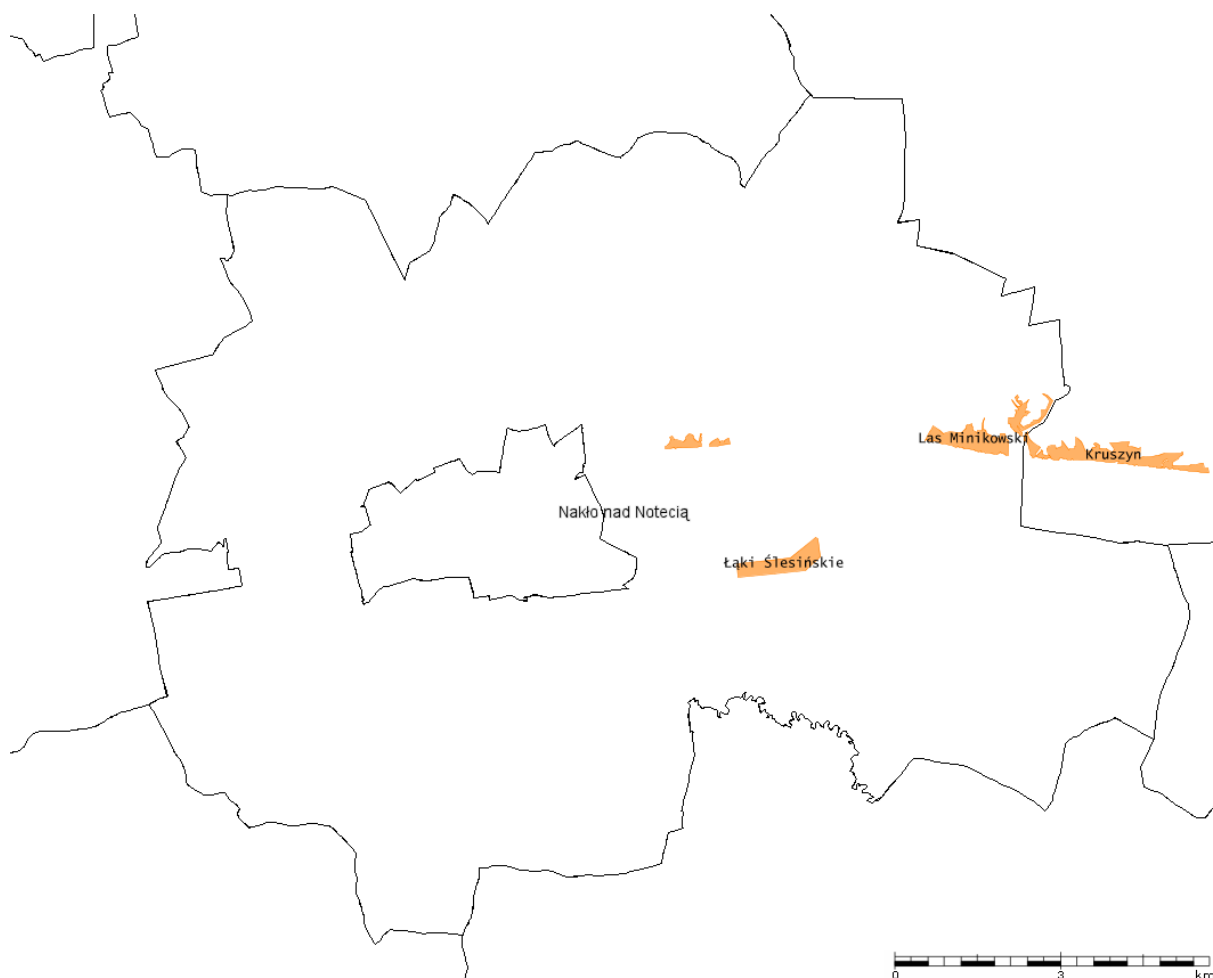 Las Minikowski
Kruszyn
Nakło nad Notecią
Łąki Ślesińskie
0 3 km